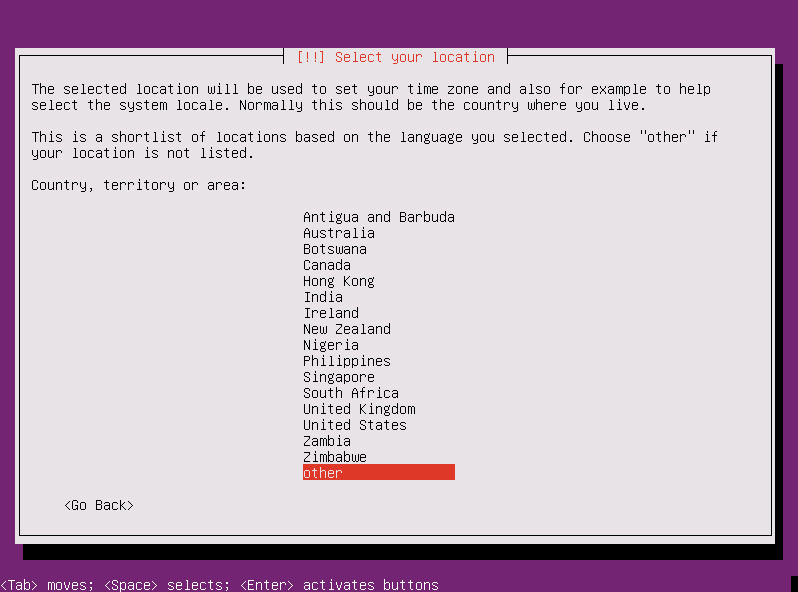 [!!] Select your location
The selected location will be used to set your time zone and also for example to help
select the system locale. Normally this should be the country where you live.
This is a shortlist of locations based on the language you selected. Choose "other" if
your location is not listed.
Country, territory or area:
Antigua and Barbuda
Australia
Botswana
Canada
Hong Kong
India
Ireland
New Zealand
Nigeria
Philippines
Singapore
South Africa
United Kingdom
United States
Zambia
Zimbabwe
other
<Go Back>
<Tab> moves; <Space> selects; <Enter> activates buttons